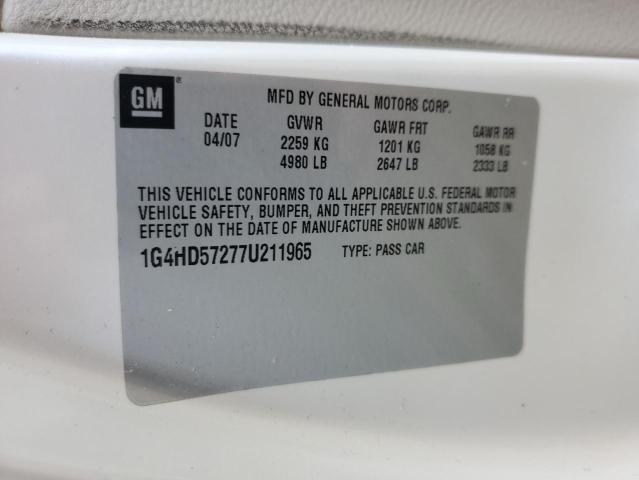 GM ® MFD BY GENERAL MOTORS CORP.
DATE GVWR GAWR FRT GAWR RR
04/07 2259 KG 1201 KG 1058 KG
4980 LB 2647 LB 2333 LB
THIS VEHICLE CONFORMS TO ALL APPLICABLE U.S. FEDERAL MOTOR
VEHICLE SAFETY, BUMPER, AND THEFT PREVENTION STANDARDS IN
EFFECT ON THE DATE OF MANUFACTURE SHOWN ABOVE.
1G4HD57277U211965 TYPE: PASS CAR